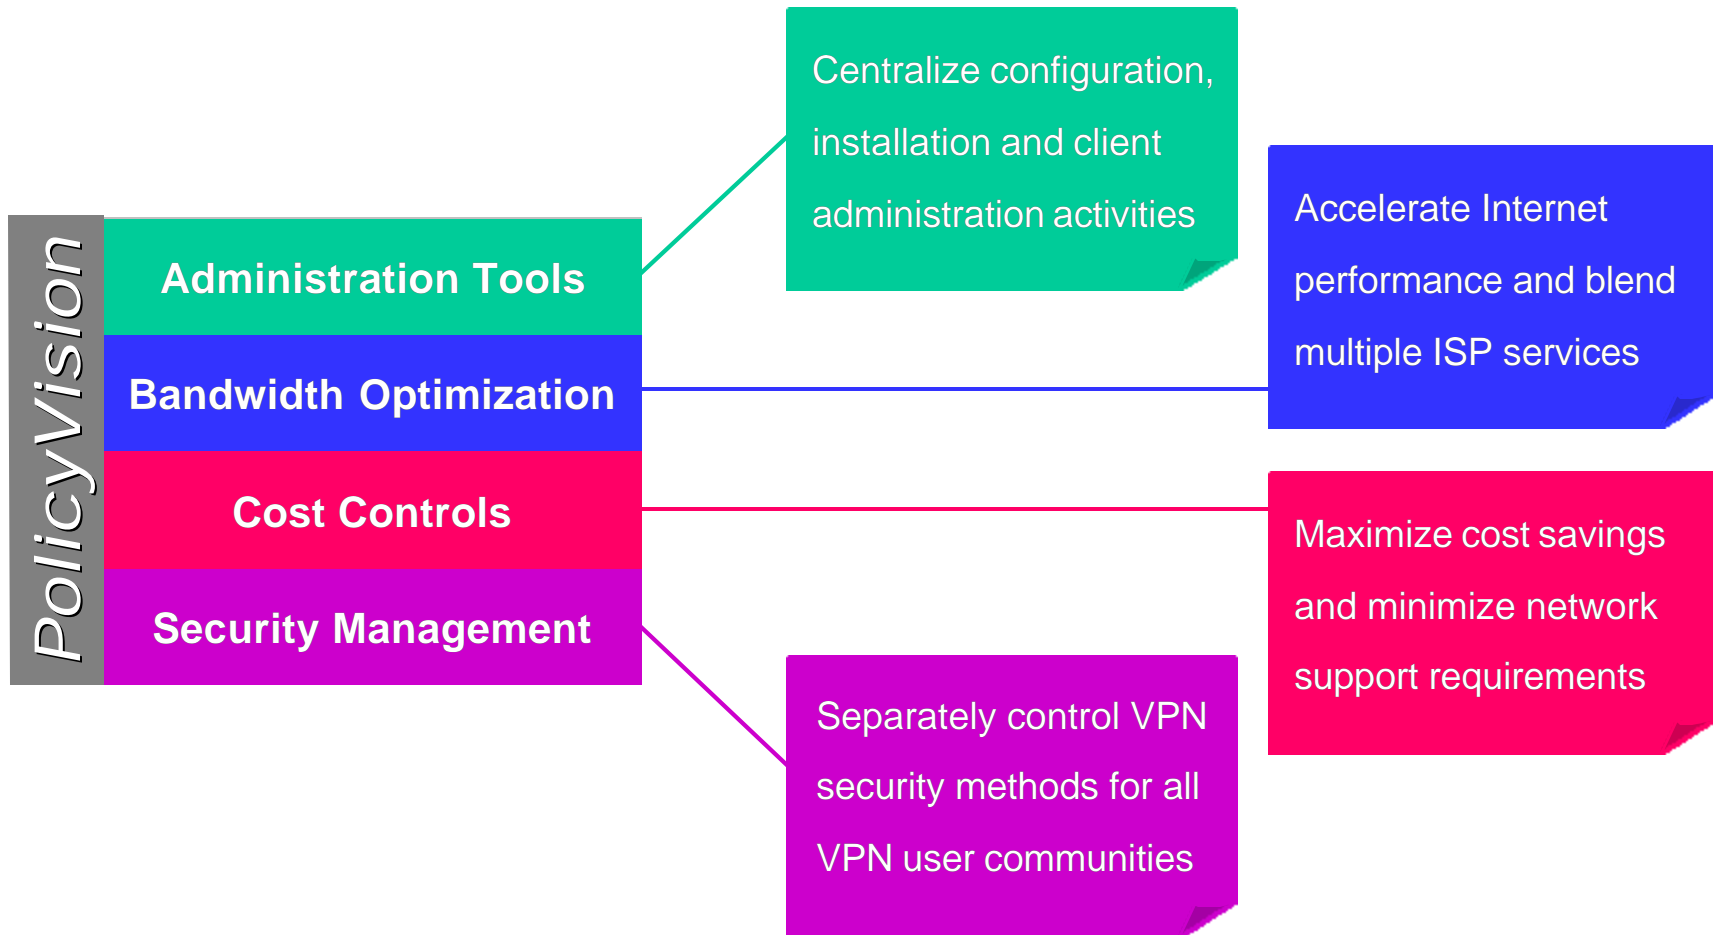 PolicyVision
Administration Tools
Bandwidth Optimization
Cost Controls
Security Management
Centralize configuration,
installation and client
administration activities
Accelerate Internet
performance and blend
multiple ISP services
Maximize cost savings
and minimize network
support requirements
Separately control VPN
security methods for all
VPN user communities